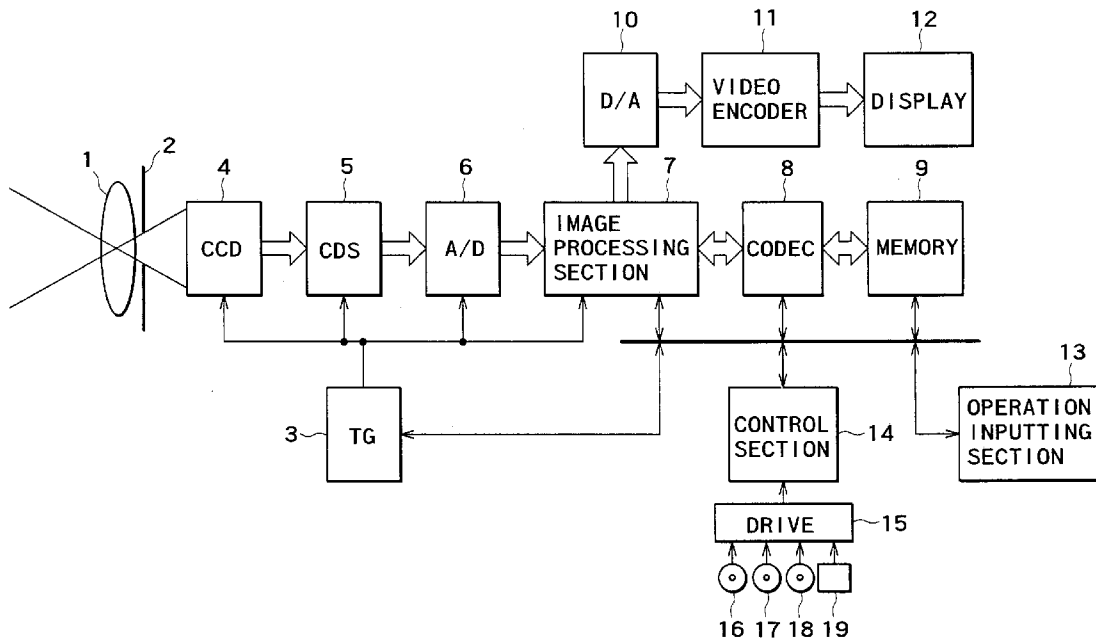 10
11
12
D/A
VIDEO
ENCODER
DISPLAY
1
2
4
5
6
7
8
9
CCD
CDS
A/D
IMAGE
PROCESSING
SECTION
CODEC
MEMORY
13
3
TG
CONTROL
SECTION
14
OPERATION
INPUTTING
SECTION
DRIVE
15
16
17
18
19